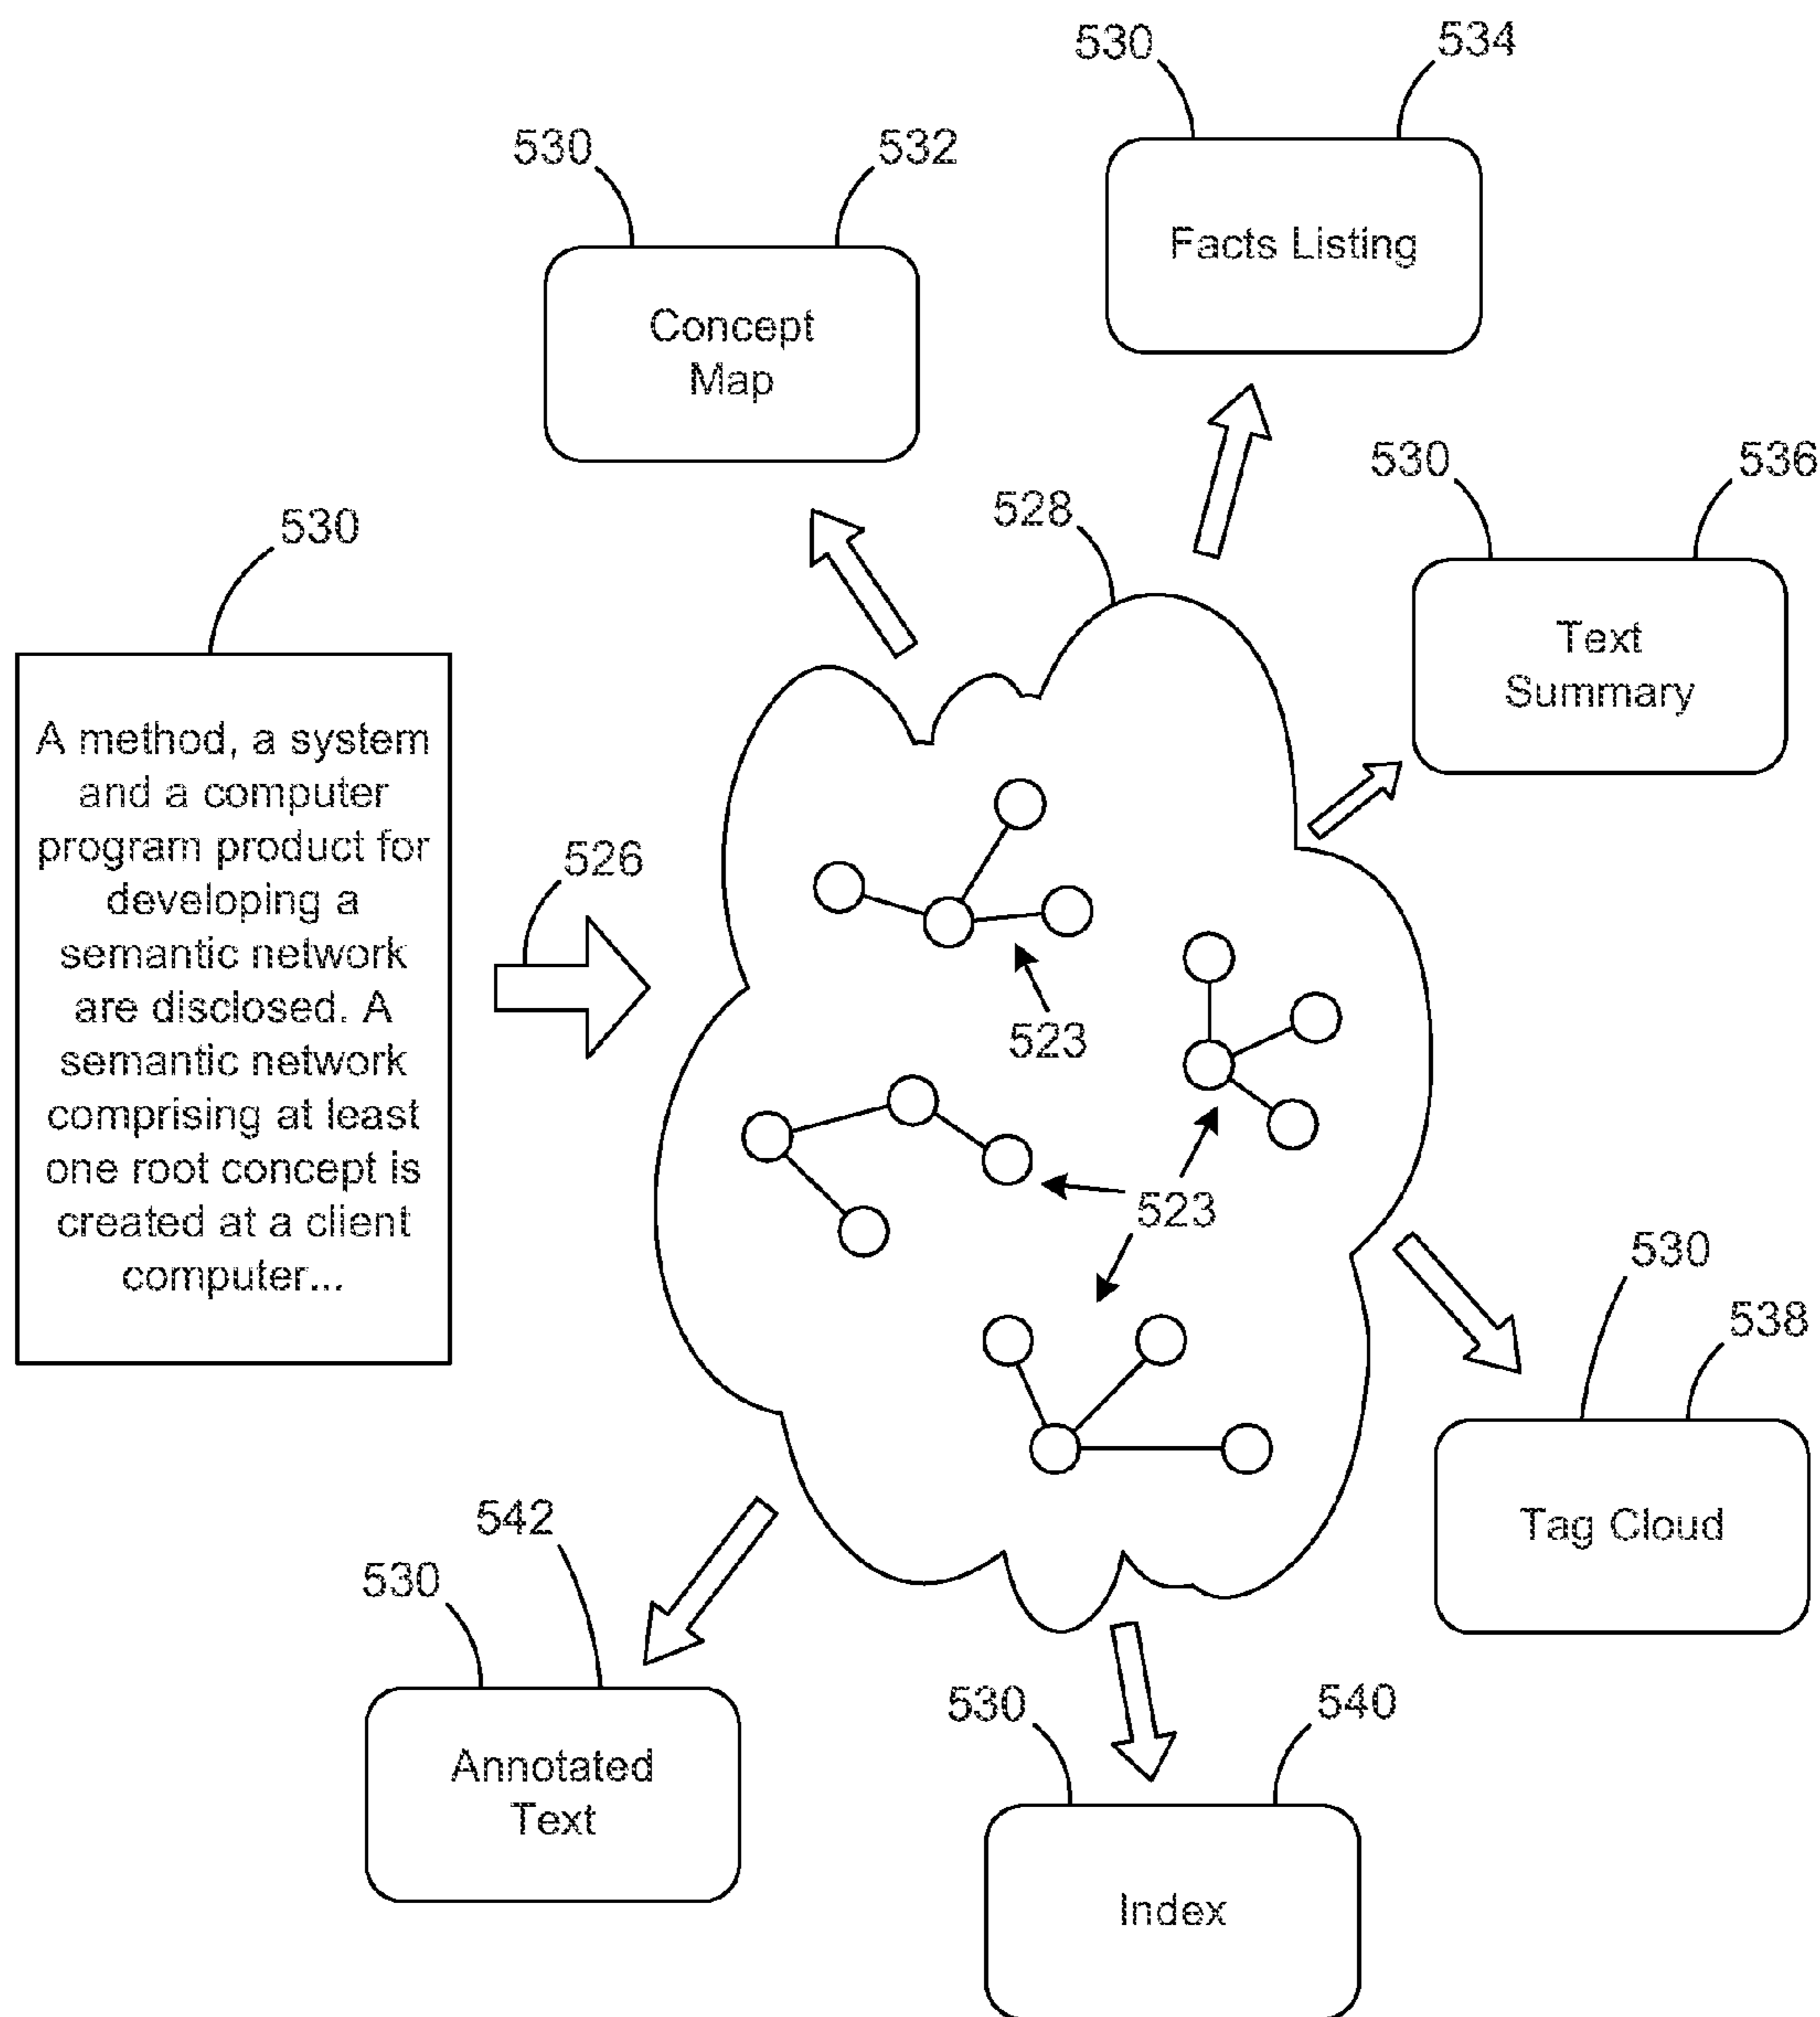 530
534
530
532
Facts Listing
Concept
Map
530
536
528
530
Text
Summary
A method, a system
and a computer
program product for
developing a
semantic network
are disclosed. A
semantic network
comprising at least
one root concept is
created at a client
computer...
526
523
523
530
538
Tag Cloud
542
530
Annotated
Text
530
540
Index